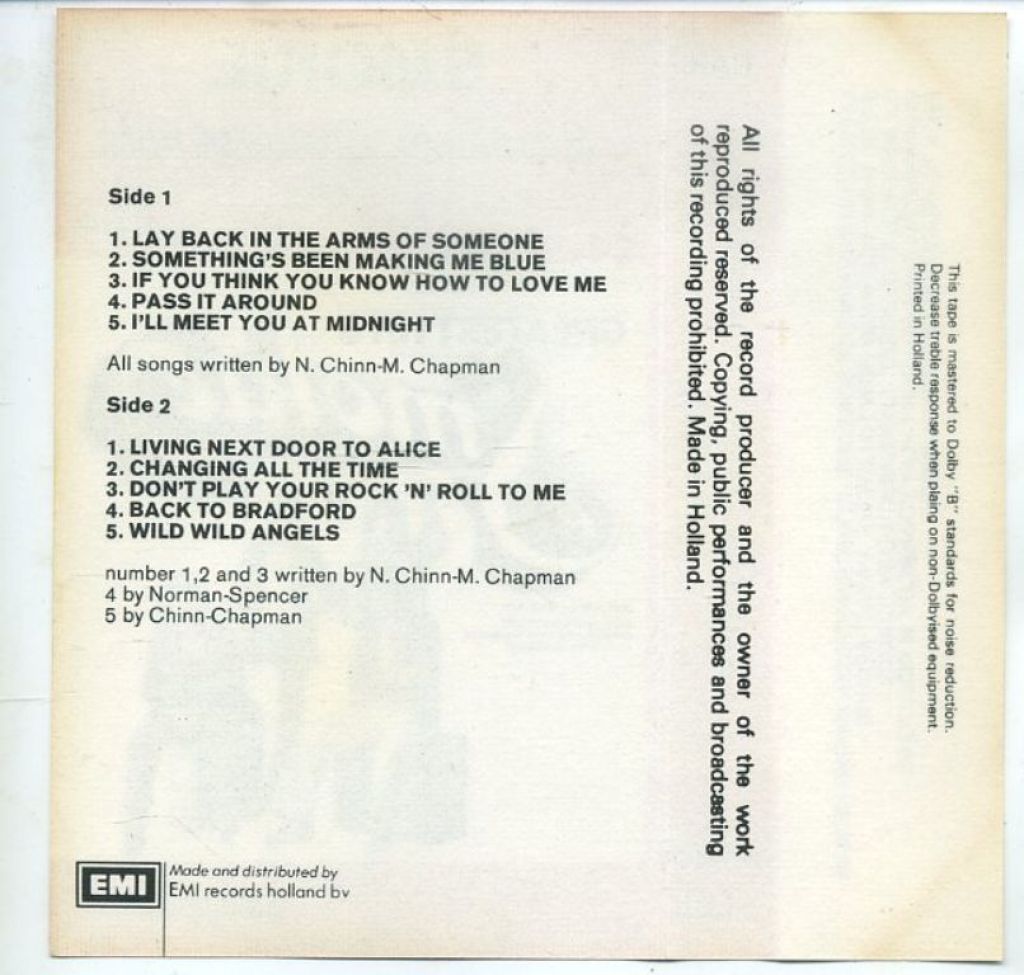 Side 1
1. LAY BACK IN THE ARMS OF SOMEONE
2. SOMETHING'S BEEN MAKING ME BLUE
3. IF YOU THINK YOU KNOW HOW TO LOVE ME
4. PASS IT AROUND
5. I'LL MEET YOU AT MIDNIGHT
All songs written by N. Chinn-M. Chapman
Side 2
1. LIVING NEXT DOOR TO ALICE
2. CHANGING ALL THE TIME
3. DON'T PLAY YOUR ROCK 'N' ROLL TO ME
4. BACK TO BRADFORD
5. WILD WILD ANGELS
number 1,2 and 3 written by N. Chinn-M. Chapman
4 by Norman-Spencer
5 by Chinn-Chapman
EMI
Made and distributed by
EMI records holland bv
All rights of the record producer and the owner of the work
reproduced reserved. Copying, public performances and broadcasting
of this recording prohibited. Made in Holland.
This tape is mastered to Dolby "B" standards for noise reduction.
Decrease treble response when plaing on non-Dolbyised equipment.
Printed in Holland.